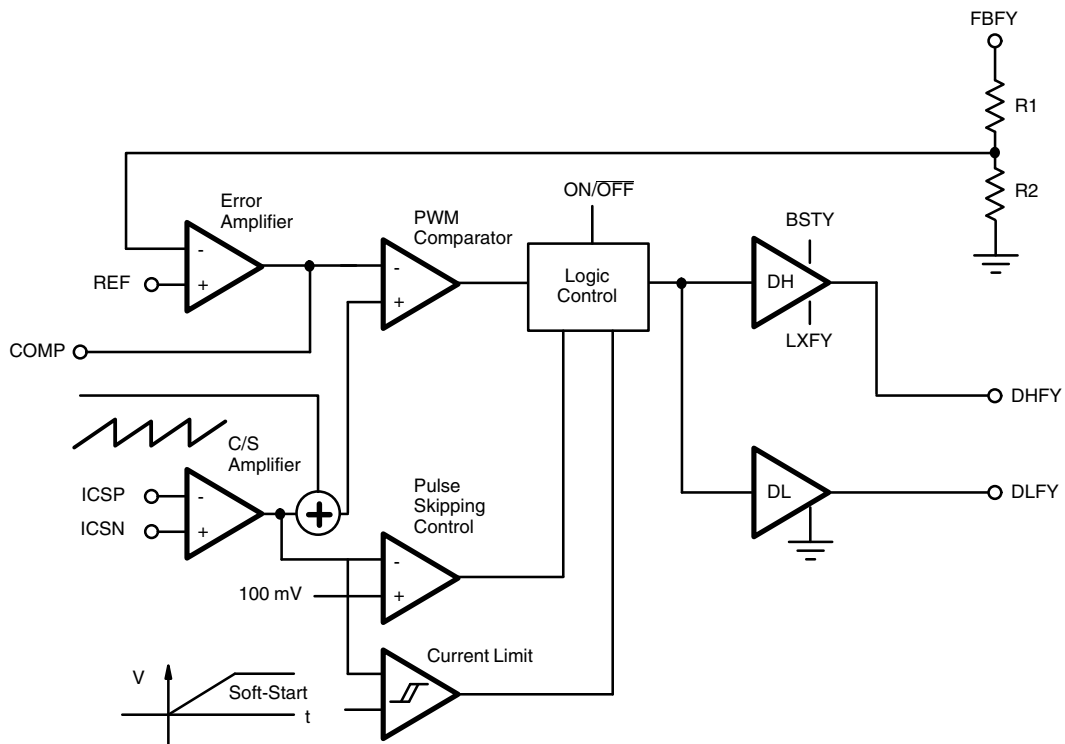 FBFY
R1
R2
ON/OFF
Error
Amplifier
PWM
Comparator
BSTY
-
+
REF
-
+
Logic
Control
DH
LXFY
COMP
DHFY
C/S
Amplifier
ICSP
-
ICSN
+
+
Pulse
Skipping
Control
DL
DLFY
-
100 mV
+
Current Limit
V
Soft-Start
t